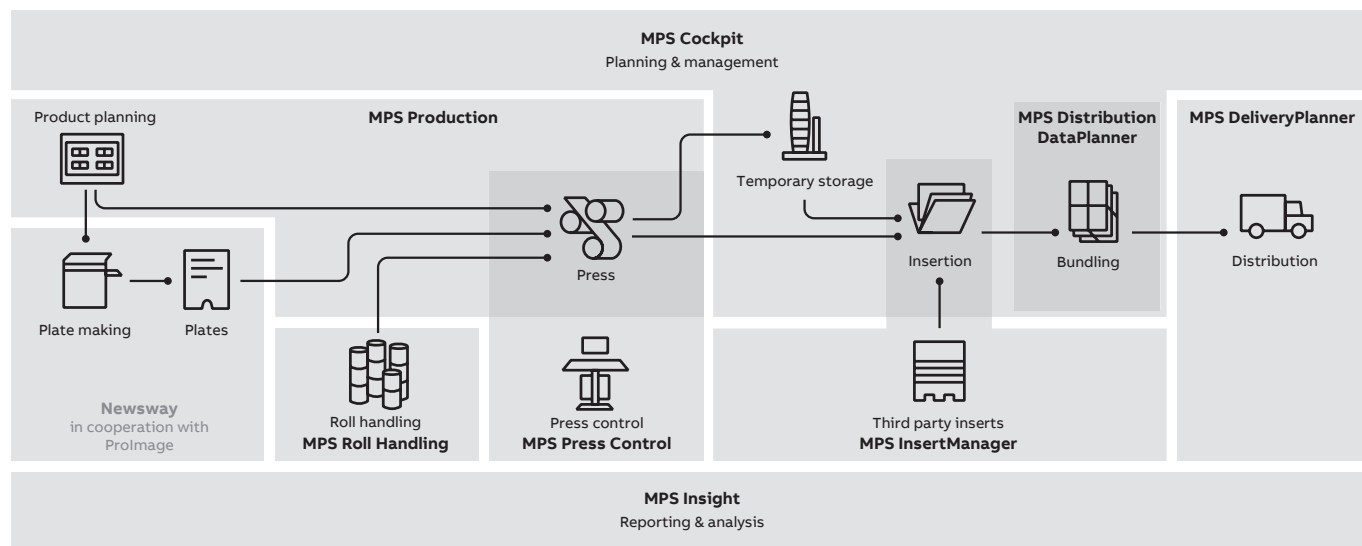 MPS Cockpit
Planning & management
Product planning
MPS Production
MPS Distribution
DataPlanner
MPS DeliveryPlanner
Temporary storage
Press
Insertion
Bundling
Distribution
Plate making
Plates
Newsway
in cooperation with
ProImage
Roll handling
MPS Roll Handling
Press control
MPS Press Control
Third party inserts
MPS InsertManager
MPS Insight
Reporting & analysis